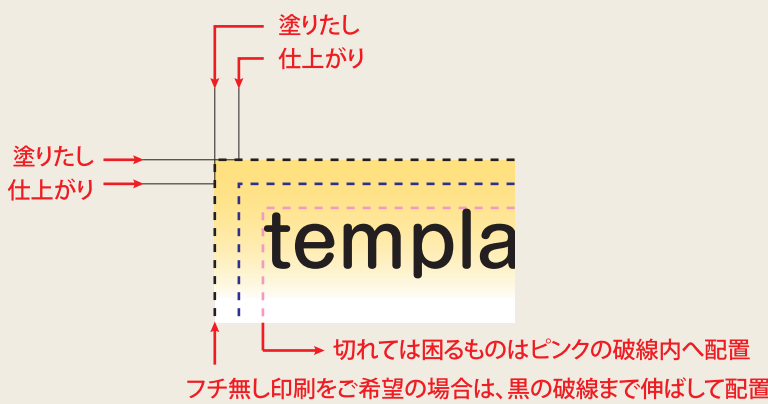 塗りたし
仕上がり
塗りたし
仕上がり
templa
切れては困るものはピンクの破線内へ配置
フチ無し印刷をご希望の場合は、黒の破線まで伸ばして配置